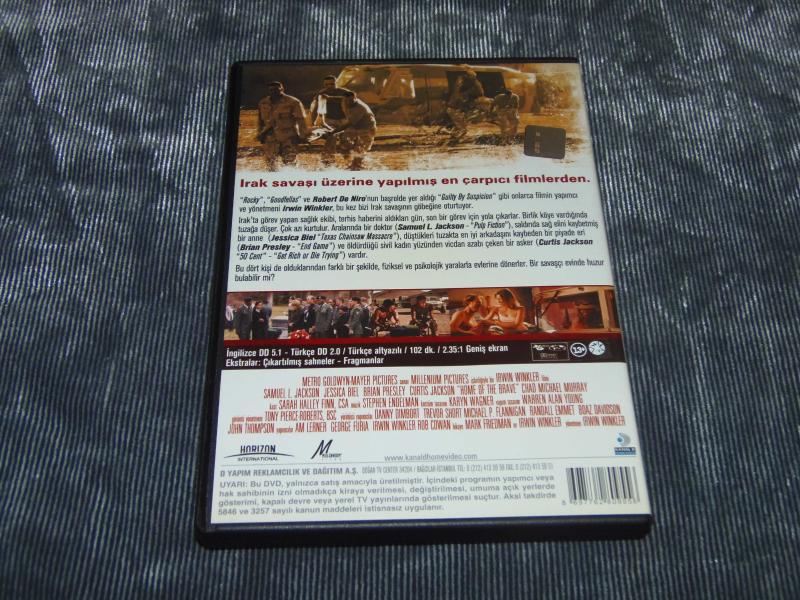 Irak savaşı üzerine yapılmış en çarpıcı filmlerden.
"Rocky", "Goodfellas" ve Robert De Niro'nun başrolde yer aldığı "Guilty By Suspicion" gibi onlarca filmin yapımcı
ve yönetmeni Irwin Winkler, bu kez bizi Irak savaşının göbeğine oturtuyor.
Irak'ta görev yapan sağlık ekibi, terhis haberini aldıkları gün, son bir görev için yola çıkarlar. Birlik köye vardığında
tuzağa düşer. Çok azı kurtulur. Aralarında bir doktor (Samuel L. Jackson - "Pulp Fiction"), saldırıda sağ elini kaybetmiş
bir anne (Jessica Biel "Texas Chainsaw Massacre"), düştükleri tuzakta en iyi arkadaşını kaybeden bir piyade eri
(Brian Presley - "End Game") ve öldürdüğü sivil kadın yüzünden vicdan azabı çeken bir asker (Curtis Jackson
"50 Cent" - "Get Rich or Die Trying") vardır.
Bu dört kişi de olduklarından farklı bir şekilde, fiziksel ve psikolojik yaralarla evlerine dönerler. Bir savaşçı evinde huzur
bulabilir mi?
İngilizce DD 5.1 - Türkçe DD 2.0 / Türkçe altyazılı / 102 dk. / 2.35:1 Geniş ekran
Ekstralar: Çıkartılmış sahneler - Fragmanlar
13+
METRO GOLDWYN-MAYER PICTURES MILLENIUM PICTURES IRWIN WINKLER
SAMUEL L. JACKSON JESSICA BIEL BRIAN PRESLEY CURTIS JACKSON "HOME OF THE BRAVE" CHAD MICHAEL MURRAY
SARAH HALLEY FINN, CSA STEPHEN ENDELMAN KARYN WAGNER WARREN ALAN YOUNG
TONY PIERCE-ROBERTS, BSC DANNY DIMBORT TREVOR SHORT MICHAEL P. FLANNIGAN RANDALL EMMET BOAZ DAVIDSON
JOHN THOMPSON AM LERNER GEORGE FURIA IRWIN WINKLER ROB COWAN MARK FRIEDMAN IRWIN WINKLER IRWIN WINKLER
HORIZON
INTERNATIONAL
www.kanaldhomevideo.com
D YAPIM REKLAMCILIK VE DAĞITIM A.Ş. DOĞAN TV CENTER 34204 / BAĞCILAR-İSTANBUL
UYARI: Bu DVD, yalnızca satış amacıyla üretilmiştir. İçindeki programın yapımcı veya
hak sahibinin izni olmadıkça kiraya verilmesi, değiştirilmesi, umuma açık yerlerde
gösterimi, kapalı devre veya yerel TV yayınlarında gösterilmesi suçtur. Aksi takdirde
5846 ve 3257 sayılı kanun maddeleri istisnasız uygulanır.